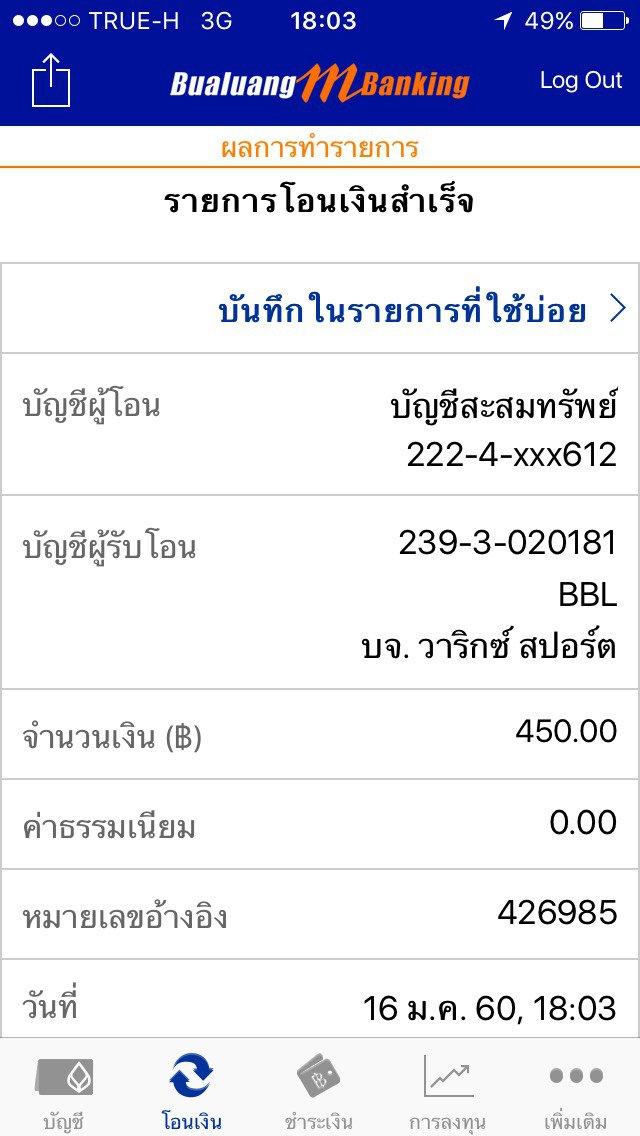 TRUE-H 3G 18:03 49%
Bualuang mBanking Log Out
ผลการทำรายการ
รายการโอนเงินสำเร็จ
บันทึกในรายการที่ใช้บ่อย
บัญชีผู้โอน บัญชีสะสมทรัพย์
222-4-xxx612
บัญชีผู้รับโอน 239-3-020181
BBL
บจ. วาริกซ์ สปอร์ต
จำนวนเงิน (฿) 450.00
ค่าธรรมเนียม 0.00
หมายเลขอ้างอิง 426985
วันที่ 16 ม.ค. 60, 18:03
บัญชี โอนเงิน ชำระเงิน การลงทุน เพิ่มเติม